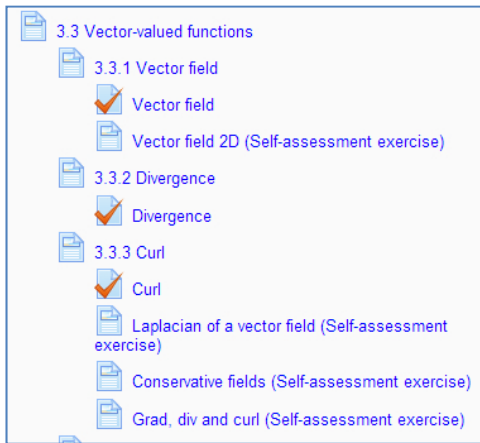 3.3 Vector-valued functions
3.3.1 Vector field
Vector field
Vector field 2D (Self-assessment exercise)
3.3.2 Divergence
Divergence
3.3.3 Curl
Curl
Laplacian of a vector field (Self-assessment
exercise)
Conservative fields (Self-assessment exercise)
Grad, div and curl (Self-assessment exercise)